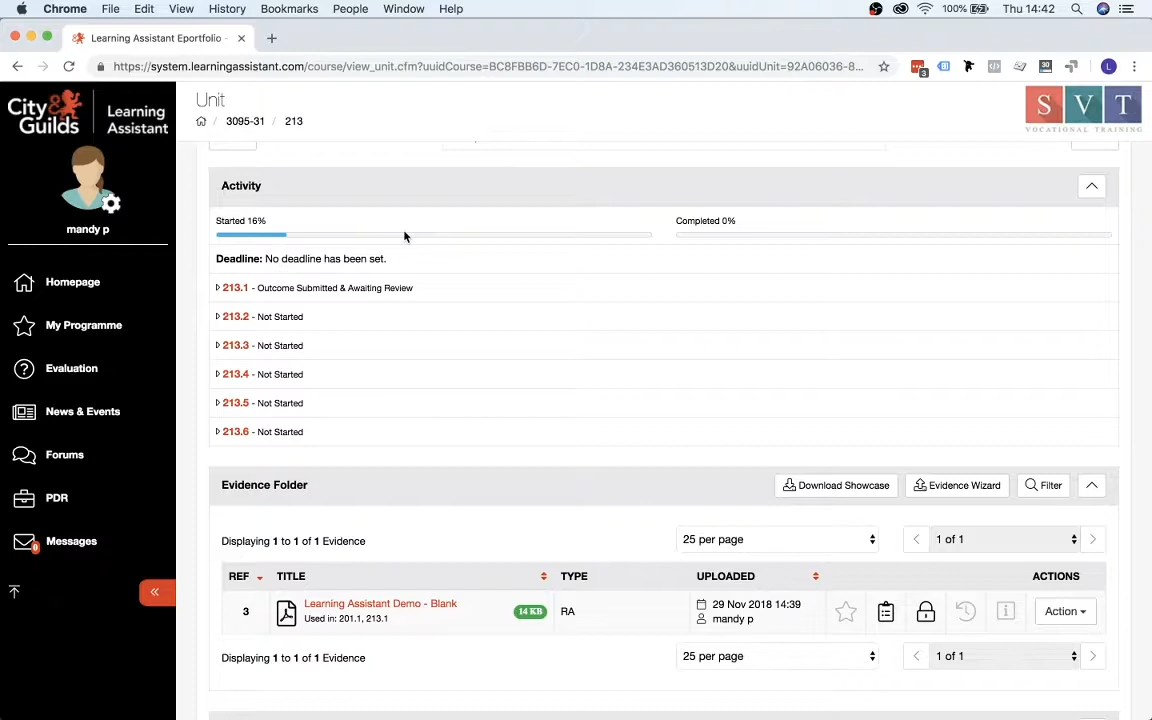 Chrome File Edit View History Bookmarks People Window Help 100% Thu 14:42
Learning Assistant Eportfolio -
https://system.learningassistant.com/course/view_unit.cfm?uuidCourse=BC8FBB6D-7EC0-1D8A-234E3AD360513D20&uuidUnit=92A06036-8...
3
30
L
City& Guilds
Learning Assistant
Unit
3095-31 / 213
SVT
VOCATIONAL TRAINING
mandy p
Homepage
My Programme
Evaluation
News & Events
Forums
PDR
Messages
0
Activity
Started 16% Completed 0%
Deadline: No deadline has been set.
213.1 - Outcome Submitted & Awaiting Review
213.2 - Not Started
213.3 - Not Started
213.4 - Not Started
213.5 - Not Started
213.6 - Not Started
Evidence Folder Download Showcase Evidence Wizard Filter
Displaying 1 to 1 of 1 Evidence 25 per page 1 of 1
REF TITLE TYPE UPLOADED ACTIONS
3 Learning Assistant Demo - Blank 14 KB RA 29 Nov 2018 14:39 Action
Used in: 201.1, 213.1 mandy p
Displaying 1 to 1 of 1 Evidence 25 per page 1 of 1